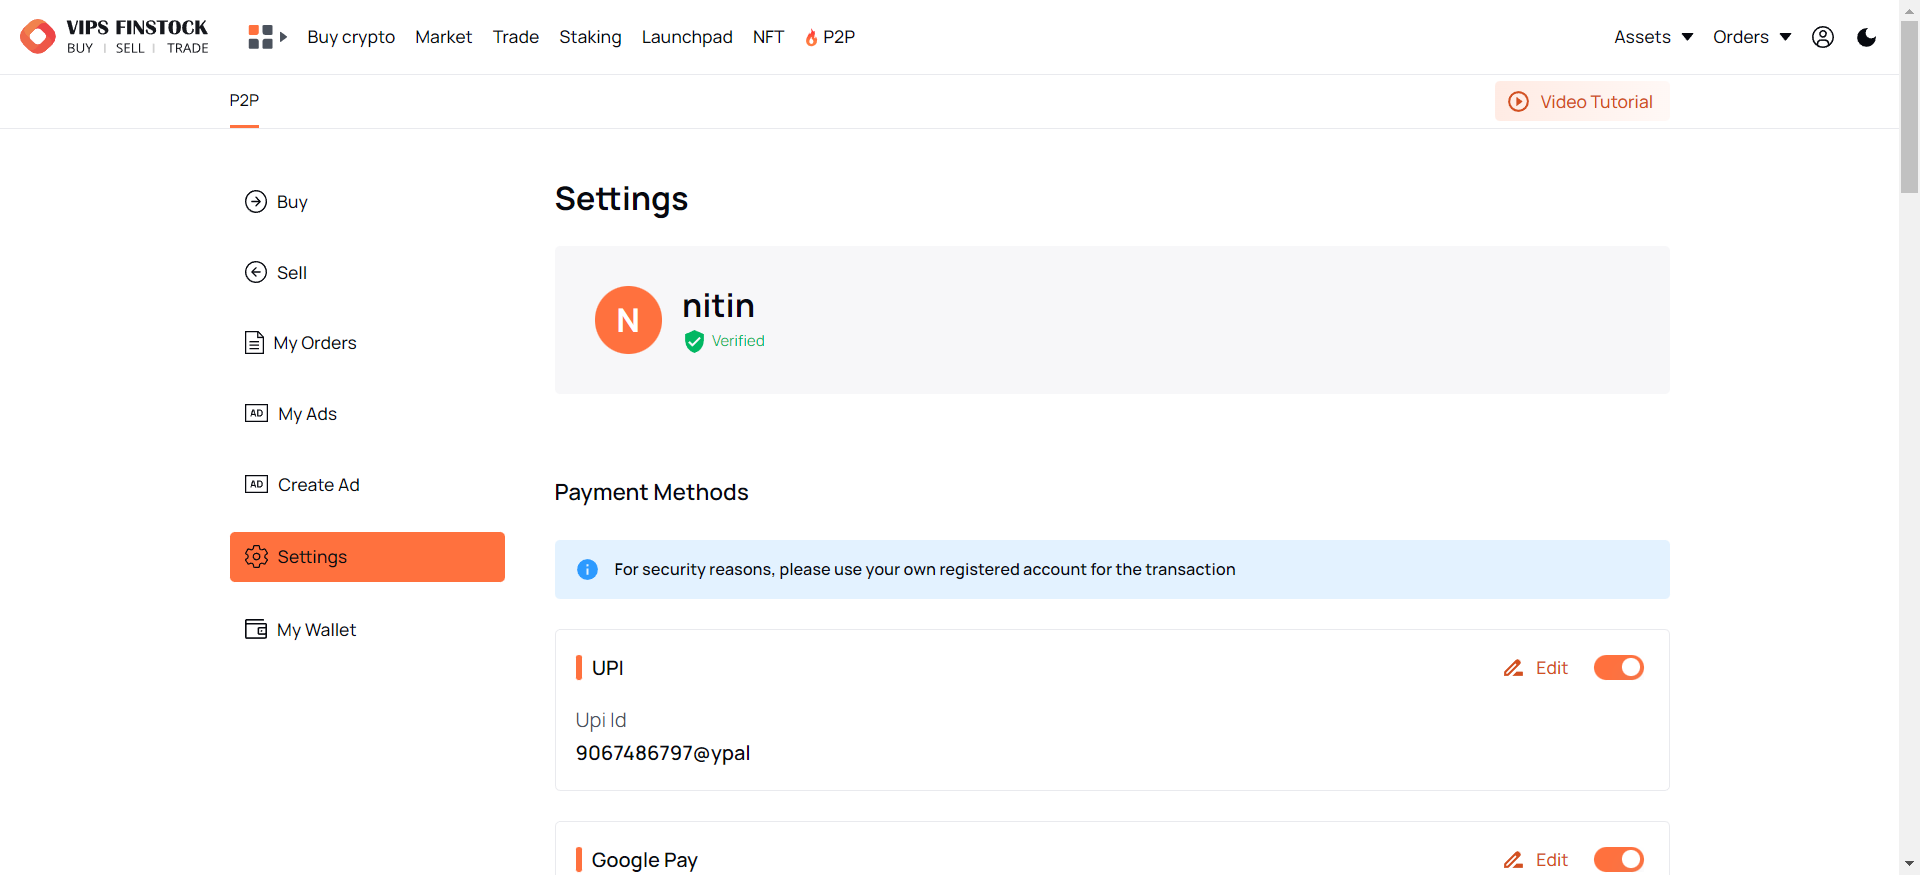 VIPS FINSTOCK
BUY | SELL | TRADE
Buy crypto Market Trade Staking Launchpad NFT P2P
Assets Orders
P2P
Video Tutorial
Buy
Sell
My Orders
AD My Ads
AD Create Ad
Settings
My Wallet
Settings
N
nitin
Verified
Payment Methods
For security reasons, please use your own registered account for the transaction
UPI
Edit
Upi Id
9067486797@ypal
Google Pay
Edit